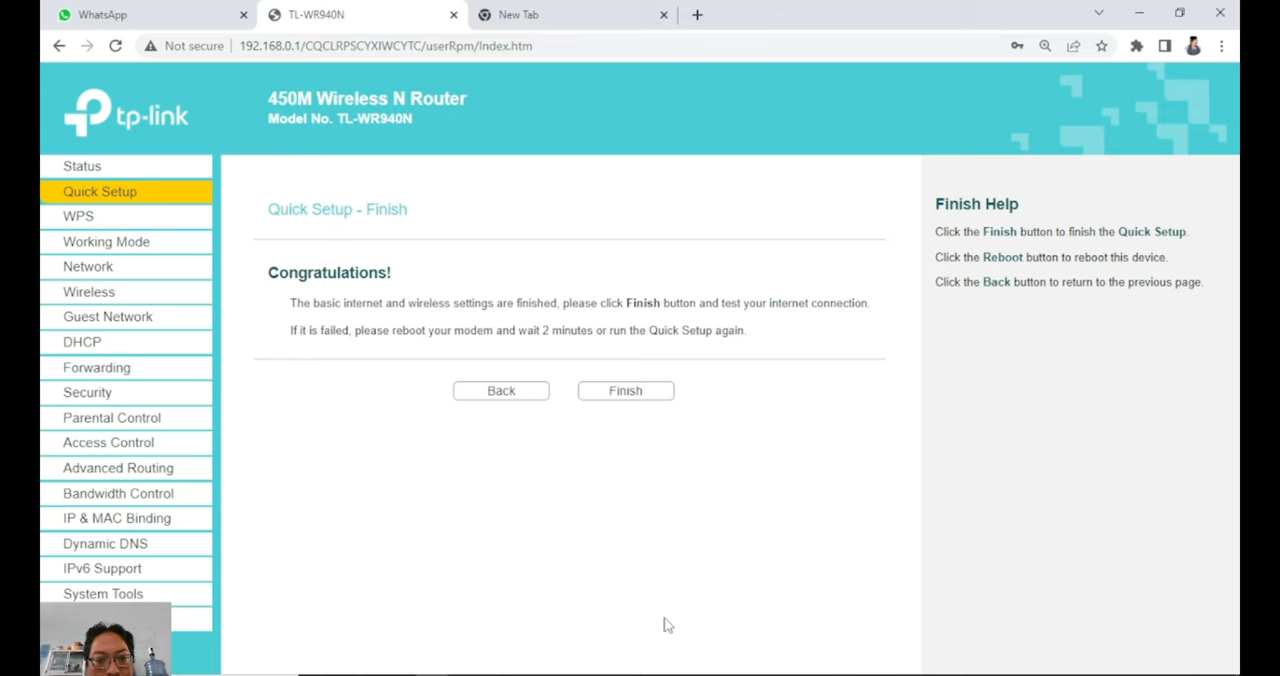 WhatsApp
TL-WR940N
New Tab
Not secure
192.168.0.1/CQCLRPSCYXIWCYTC/userRpm/Index.htm
tp-link
450M Wireless N Router
Model No. TL-WR940N
Status
Quick Setup
WPS
Working Mode
Network
Wireless
Guest Network
DHCP
Forwarding
Security
Parental Control
Access Control
Advanced Routing
Bandwidth Control
IP & MAC Binding
Dynamic DNS
IPv6 Support
System Tools
Quick Setup - Finish
Congratulations!
The basic internet and wireless settings are finished, please click Finish button and test your internet connection.
If it is failed, please reboot your modem and wait 2 minutes or run the Quick Setup again.
Back
Finish
Finish Help
Click the Finish button to finish the Quick Setup.
Click the Reboot button to reboot this device.
Click the Back button to return to the previous page.